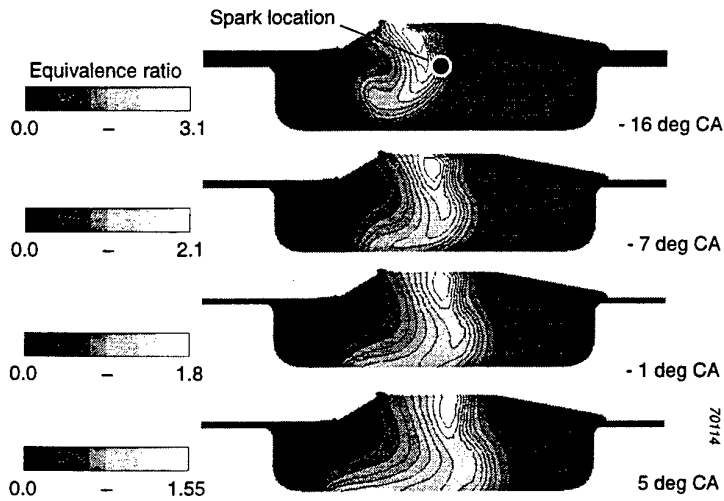 Spark location
Equivalence ratio
0.0 – 3.1
- 16 deg CA
0.0 – 2.1
- 7 deg CA
0.0 – 1.8
- 1 deg CA
70114
0.0 – 1.55
5 deg CA